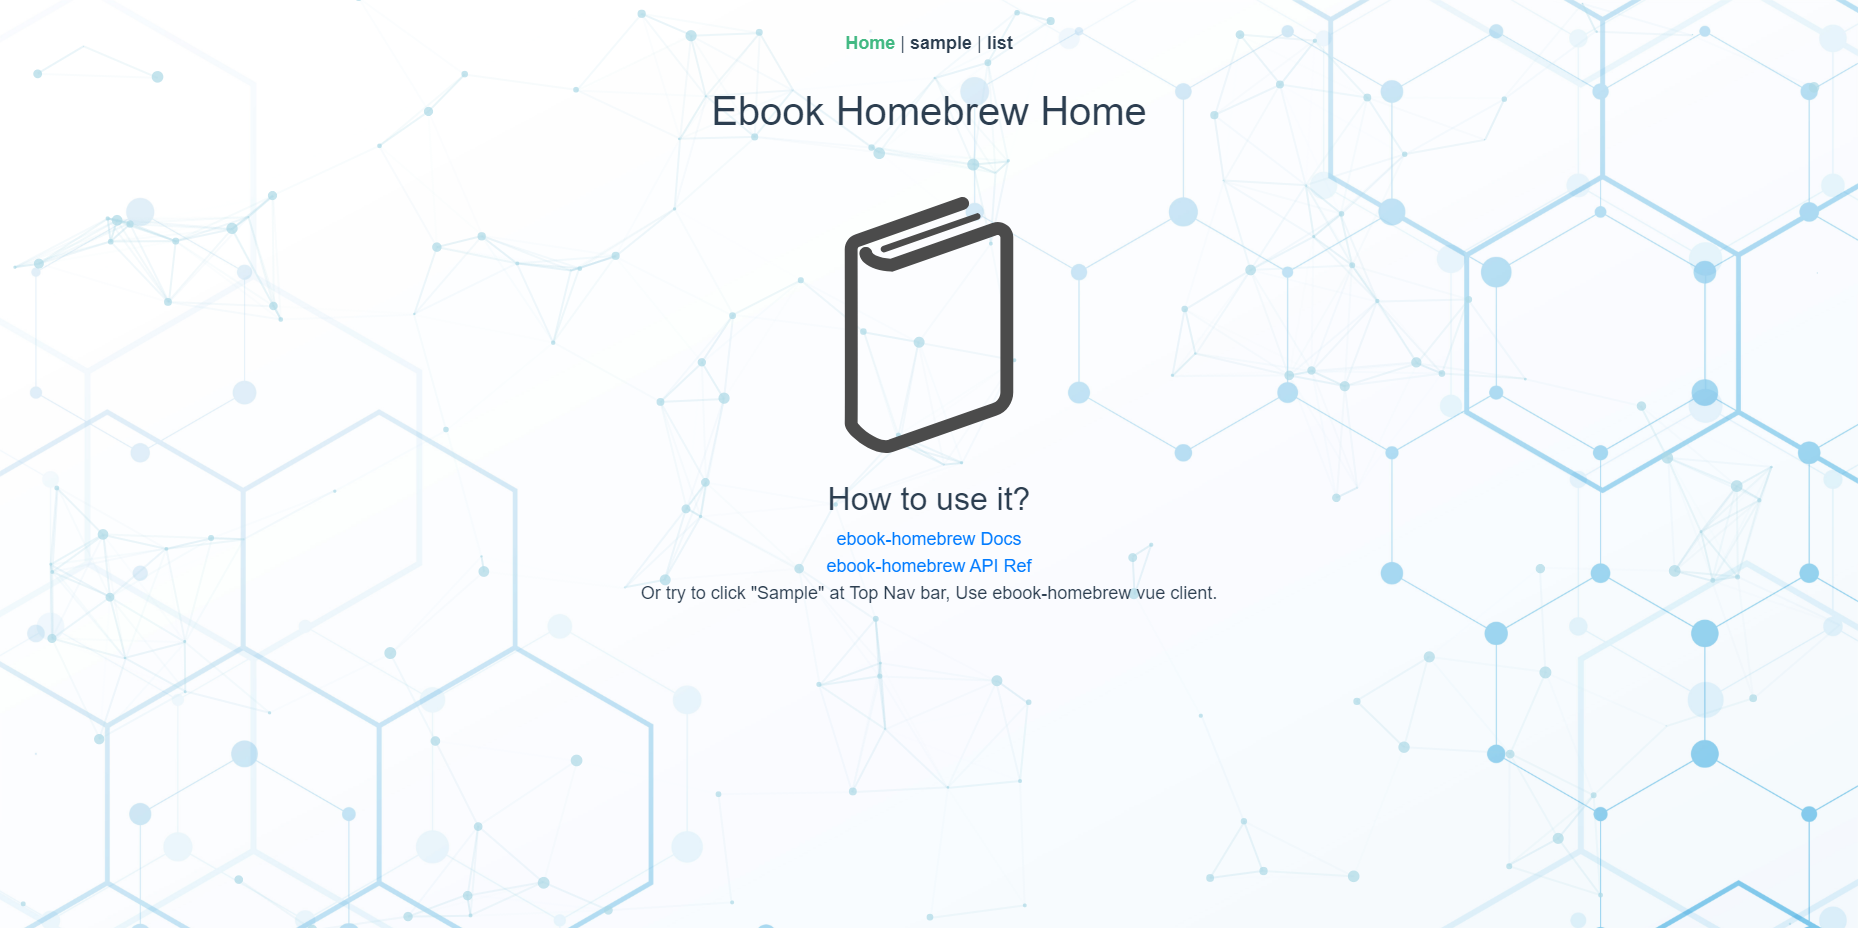 Home | sample | list
Ebook Homebrew Home
How to use it?
ebook-homebrew Docs
ebook-homebrew API Ref
Or try to click "Sample" at Top Nav bar, Use ebook-homebrew vue client.